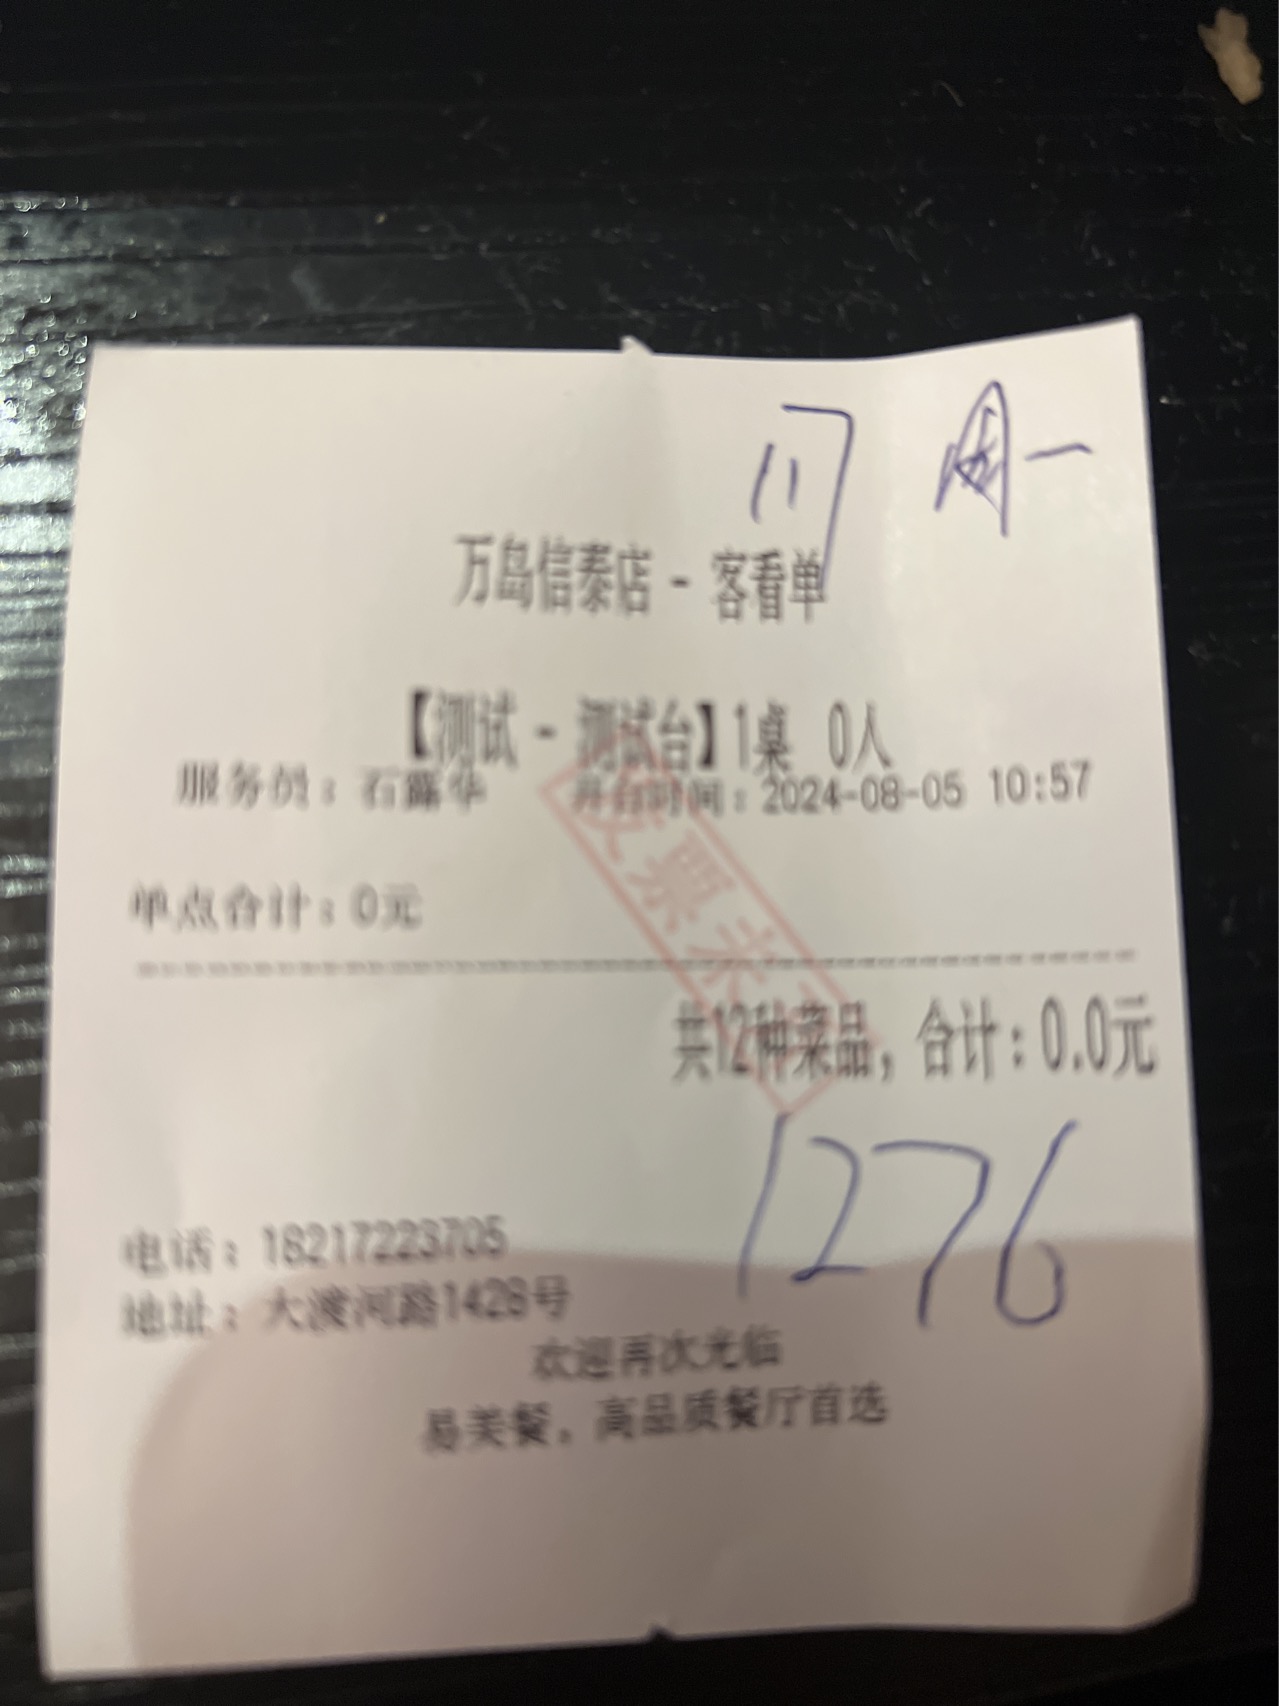 117 周一
万岛信泰店 - 客看单
【测试 - 测试台】1桌 0人
服务员：石露华 开台时间：2024-08-05 10:57
单点合计：0元
发票未
共12种菜品，合计：0.0元
1276
电话：18217223705
地址：大渡河路1428号
欢迎再次光临
易美餐，高品质餐厅首选